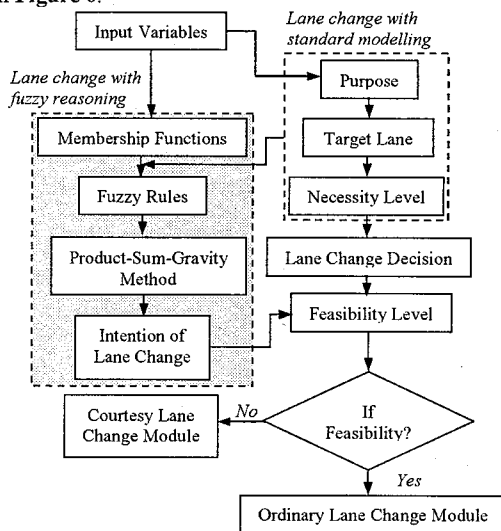 Figure 6.
Input Variables
Lane change with
standard modelling
Lane change with
fuzzy reasoning
Purpose
Membership Functions
Target Lane
Fuzzy Rules
Necessity Level
Product-Sum-Gravity
Method
Lane Change Decision
Intention of
Lane Change
Feasibility Level
Courtesy Lane
Change Module
No
If
Feasibility?
Yes
Ordinary Lane Change Module